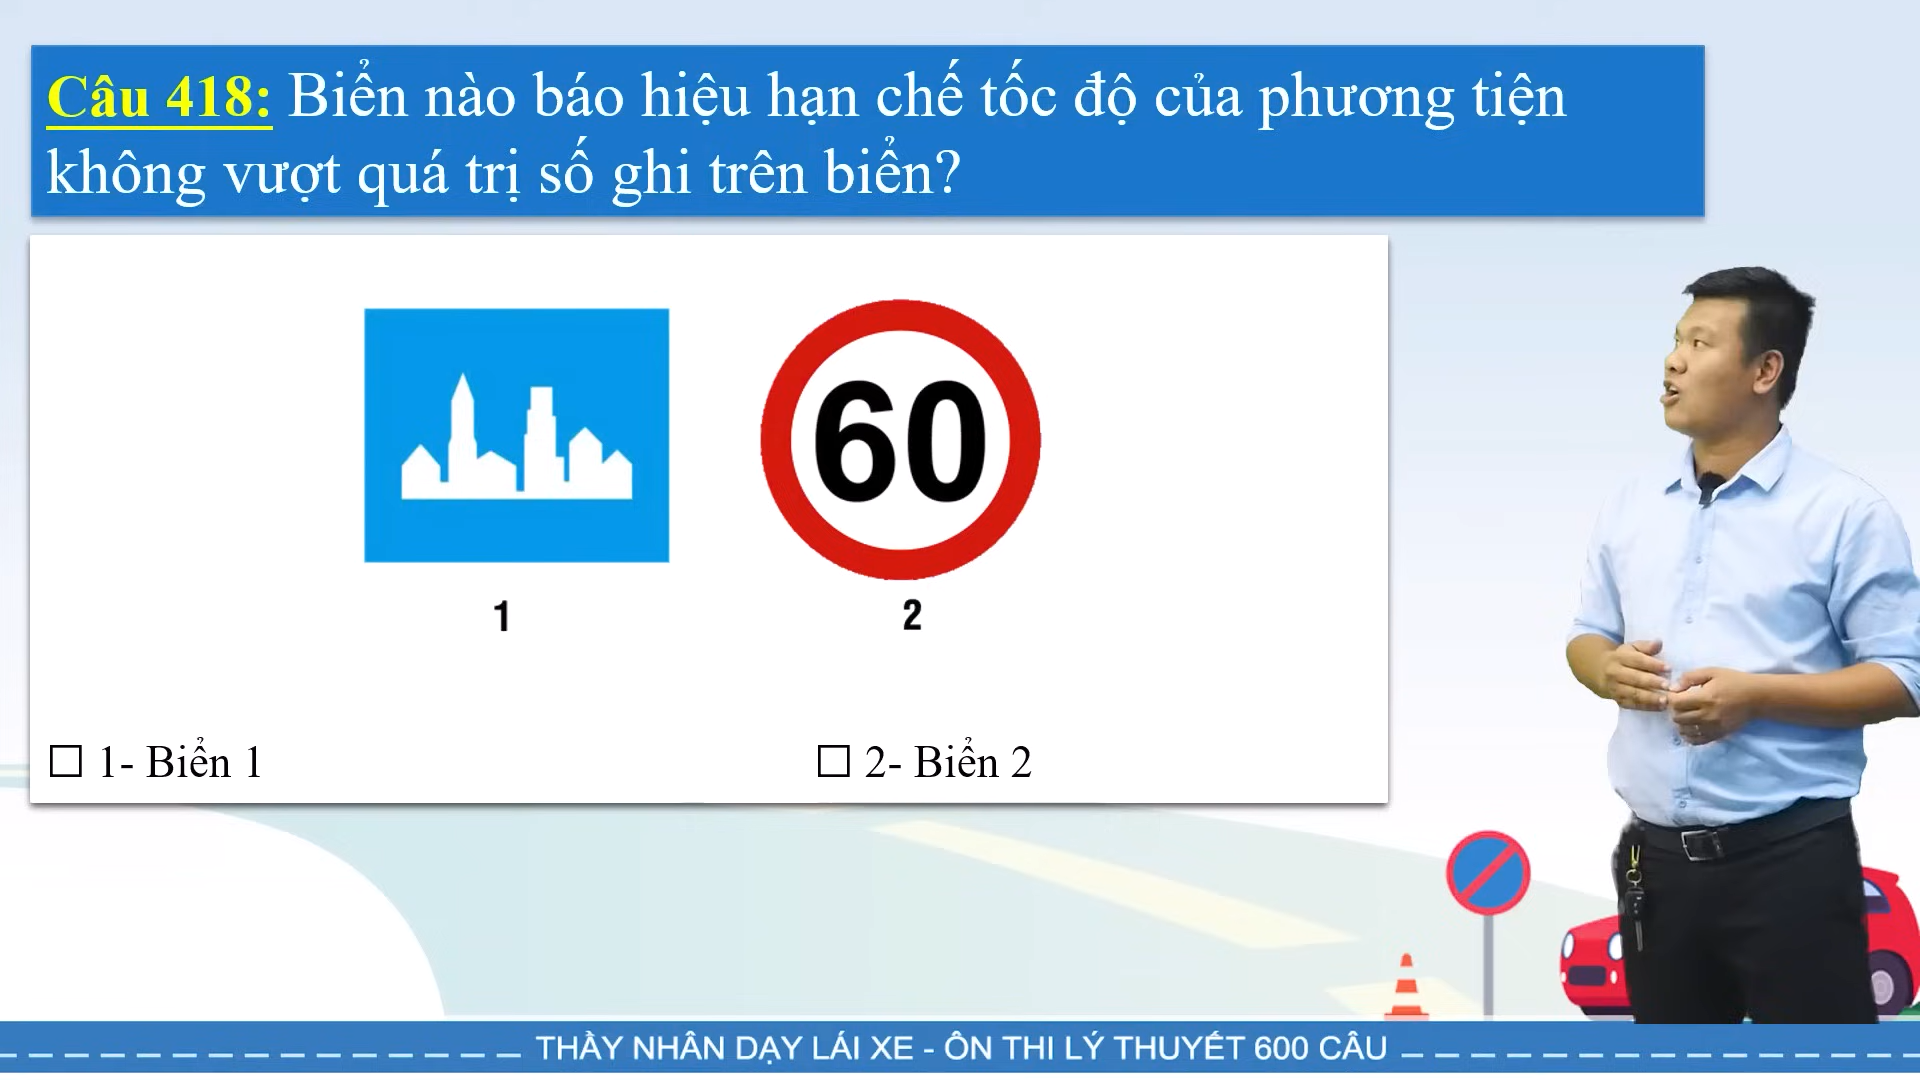 Câu 418: Biển nào báo hiệu hạn chế tốc độ của phương tiện
không vượt quá trị số ghi trên biển?
60
1
2
☐ 1- Biển 1
☐ 2- Biển 2
THẦY NHÂN DẠY LÁI XE - ÔN THI LÝ THUYẾT 600 CÂU